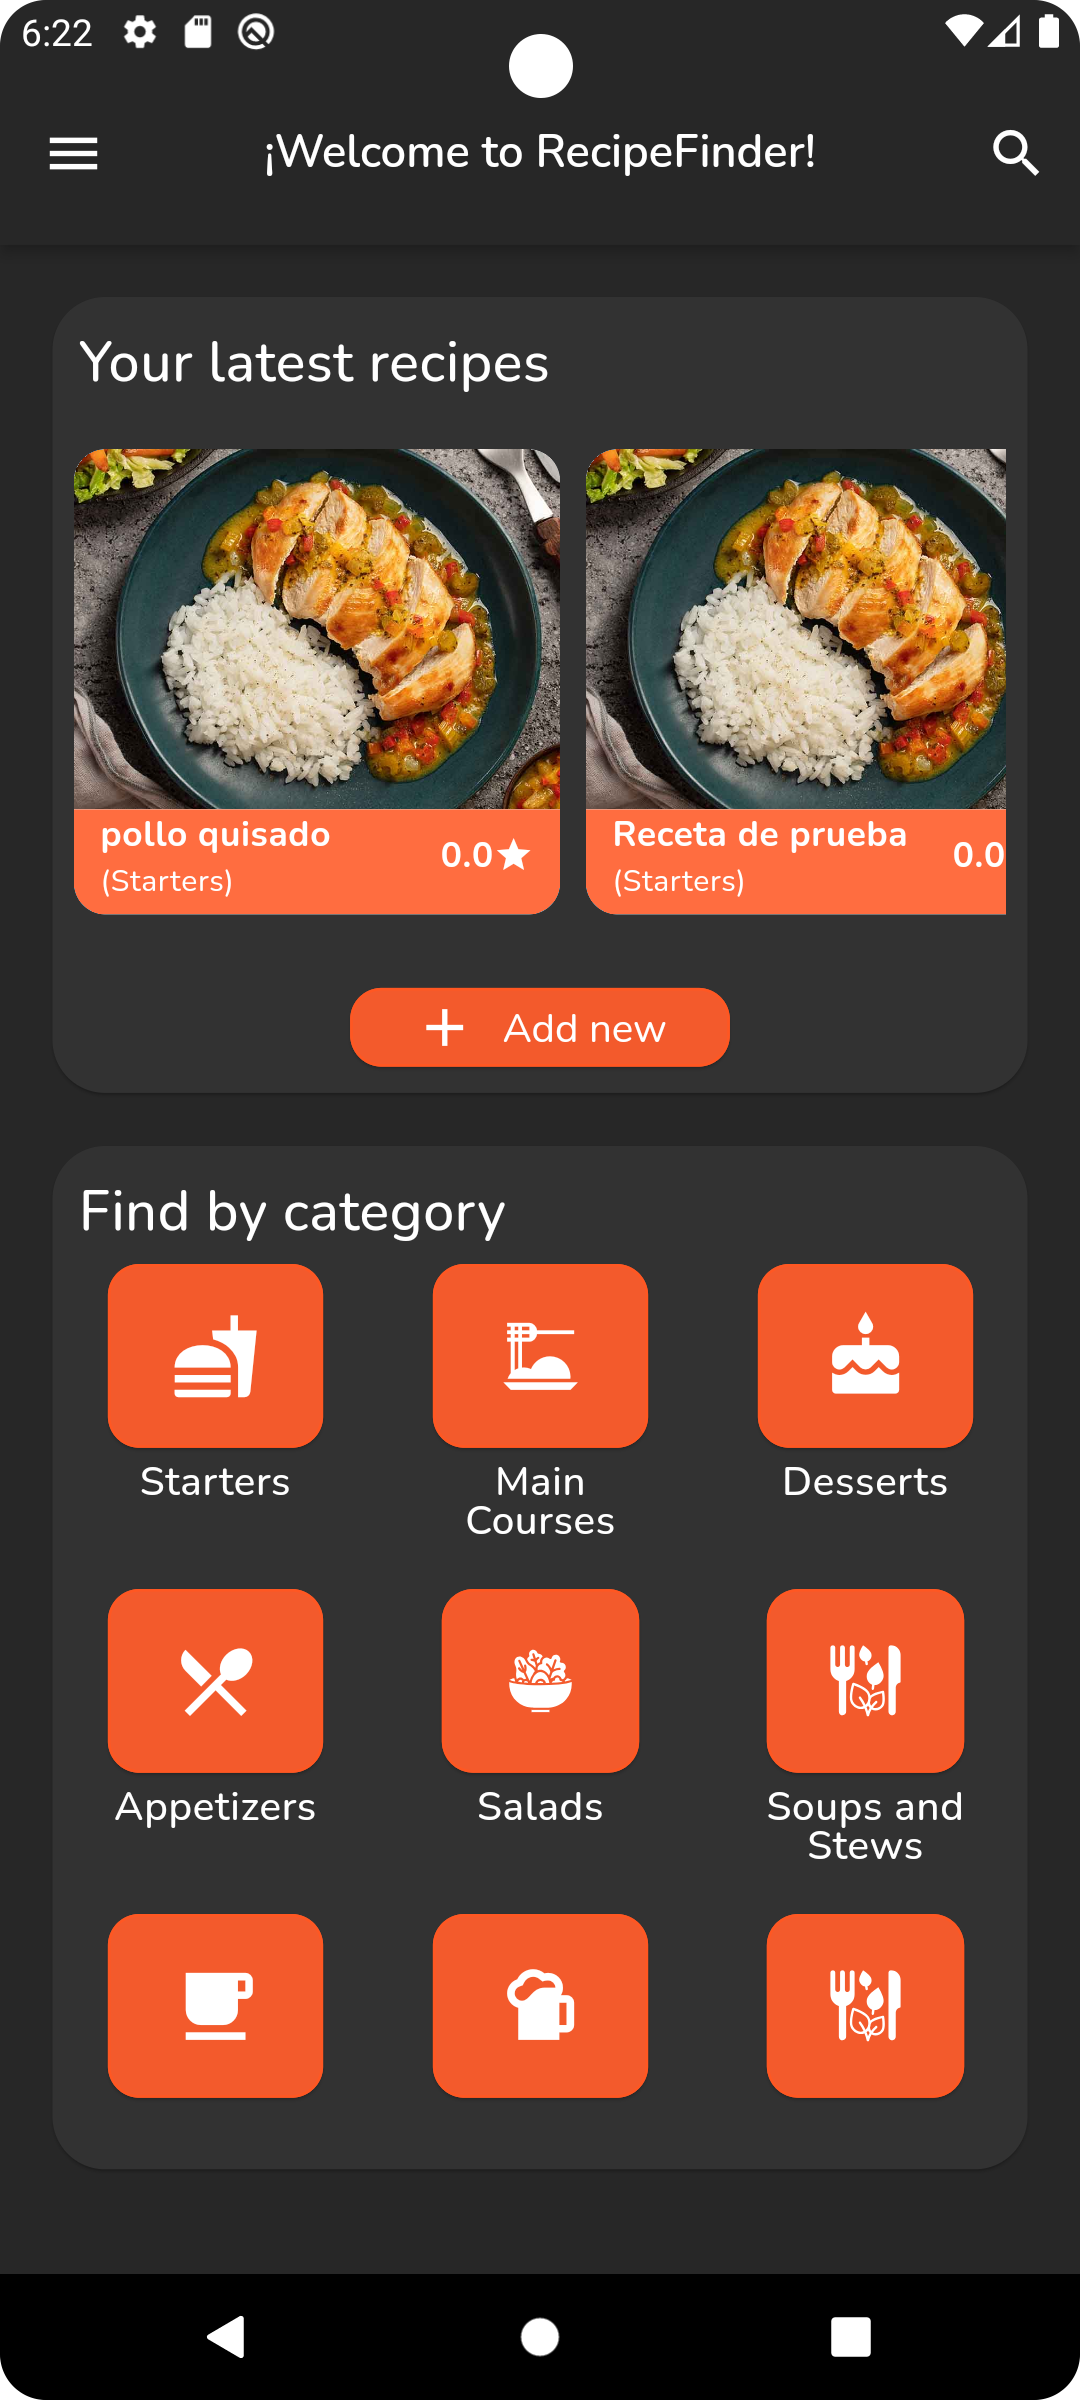 6:22
¡Welcome to RecipeFinder!
Your latest recipes
pollo quisado
(Starters)
0.0
Receta de prueba
(Starters)
0.0
Add new
Find by category
Starters
Main
Courses
Desserts
Appetizers
Salads
Soups and
Stews